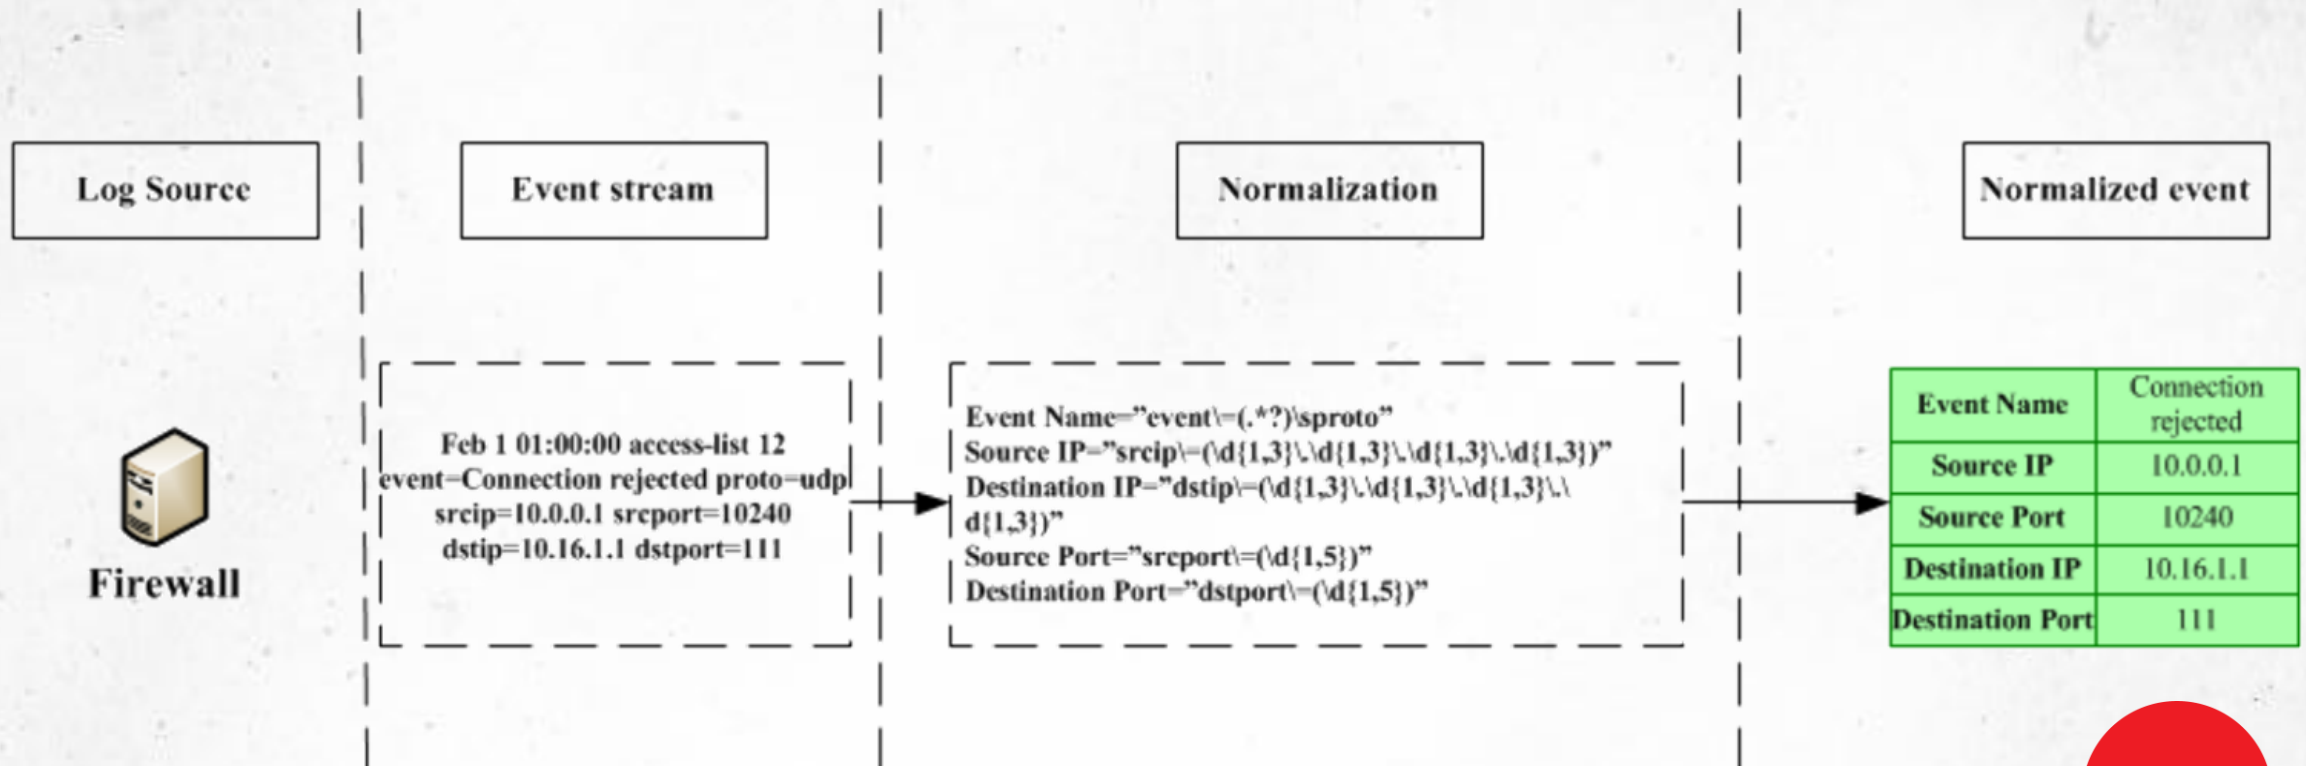 Log Source
Event stream
Normalization
Normalized event
Firewall
Feb 1 01:00:00 access-list 12
event=Connection rejected proto=udp
srcip=10.0.0.1 srcport=10240
dstip=10.16.1.1 dstport=111
Event Name=”event\=(.*?)\sproto”
Source IP=”srcip\=(\d{1,3}\.\d{1,3}\.\d{1,3}\.\d{1,3})”
Destination IP=”dstip\=(\d{1,3}\.\d{1,3}\.\d{1,3}\.\
d{1,3})”
Source Port=”srcport\=(\d{1,5})”
Destination Port=”dstport\=(\d{1,5})”
Event Name Connection
rejected
Source IP 10.0.0.1
Source Port 10240
Destination IP 10.16.1.1
Destination Port 111